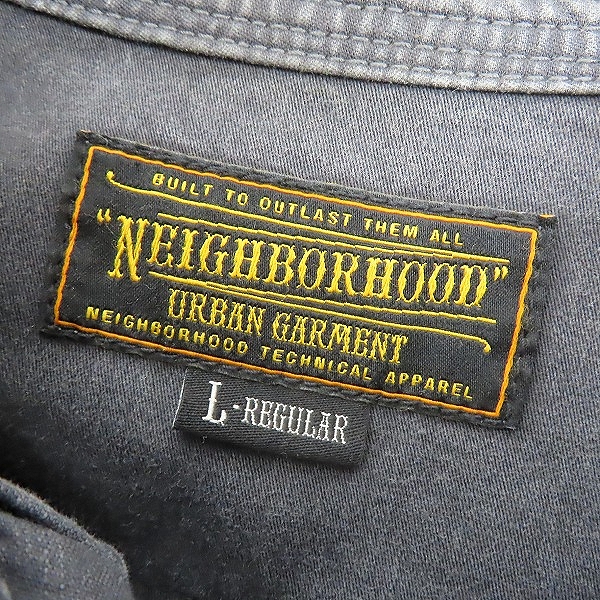 BUILT TO OUTLAST THEM ALL
"NEIGHBORHOOD"
URBAN GARMENT
NEIGHBORHOOD TECHNICAL APPAREL
L-REGULAR